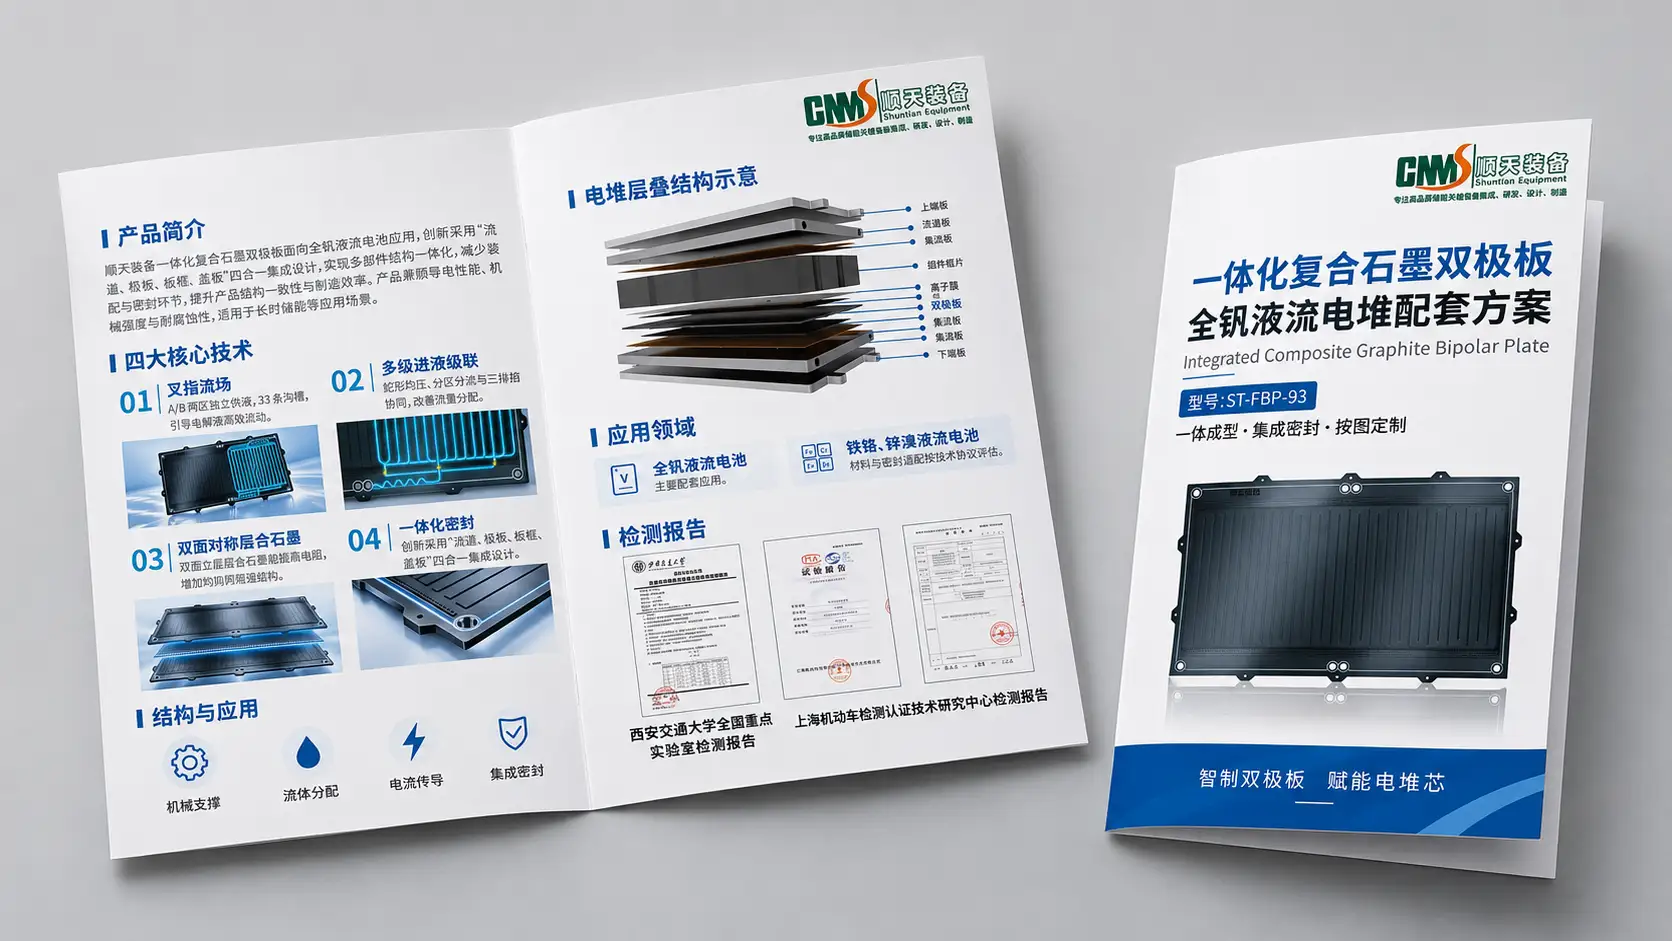 产品简介
顺天装备一体化复合石墨双极板面向全钒液流电池应用，创新采用“流
道、极板、板框、盖板”四合一集成设计，实现多部件结构一体化，减少装
配与密封环节，提升产品结构一致性与制造效率。产品兼顾导电性能、机
械强度与耐腐蚀性，适用于长时储能等应用场景。
四大核心技术
01
叉指流场
A/B两区独立供液，33条沟槽，
引导电解液高效流动。
02
多级进液级联
蛇形均压、分区分流与三排掐
协同，改善流量分配。
03
双面对称层合石墨
04
一体化密封
创新采用“流道、极板、板框、
盖板”四合一集成设计。
结构与应用
机械支撑
流体分配
电流传导
集成密封
CNMS
顺天装备
Shuntian Equipment
电堆层叠结构示意
上端板
流道板
集流板
组件框片
离子膜
双极板
集流板
集流板
下端板
应用领域
V
全钒液流电池
主要配套应用。
Fe Cr
铁铬、锌溴液流电池
材料与密封适配按技术协议评估。
检测报告
试验报告
西安交通大学全国重点
实验室检测报告
上海机动车检测认证技术研究中心检测报告
CNMS
顺天装备
Shuntian Equipment
一体化复合石墨双极板
全钒液流电堆配套方案
Integrated Composite Graphite Bipolar Plate
型号：ST-FBP-93
一体成型·集成密封·按图定制
智制双极板 赋能电堆芯